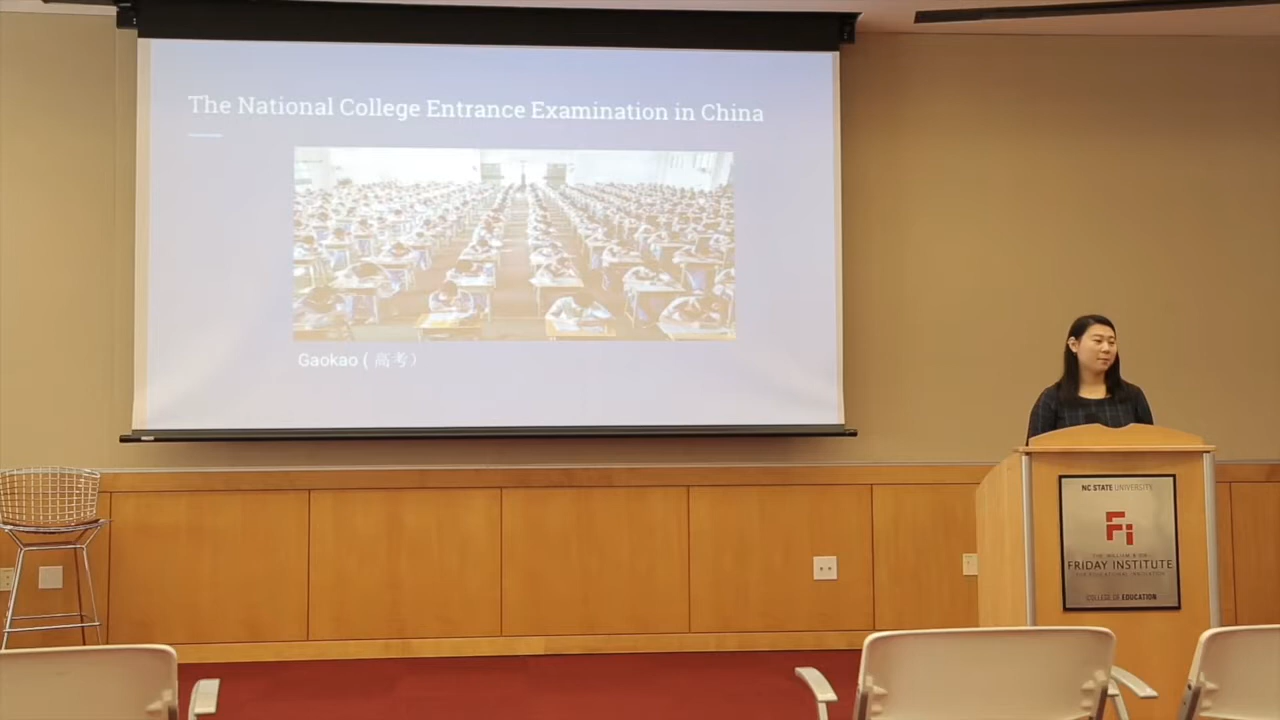 The National College Entrance Examination in China
Gaokao ( 高考）
NC STATE UNIVERSITY
FRIDAY INSTITUTE
COLLEGE OF EDUCATION